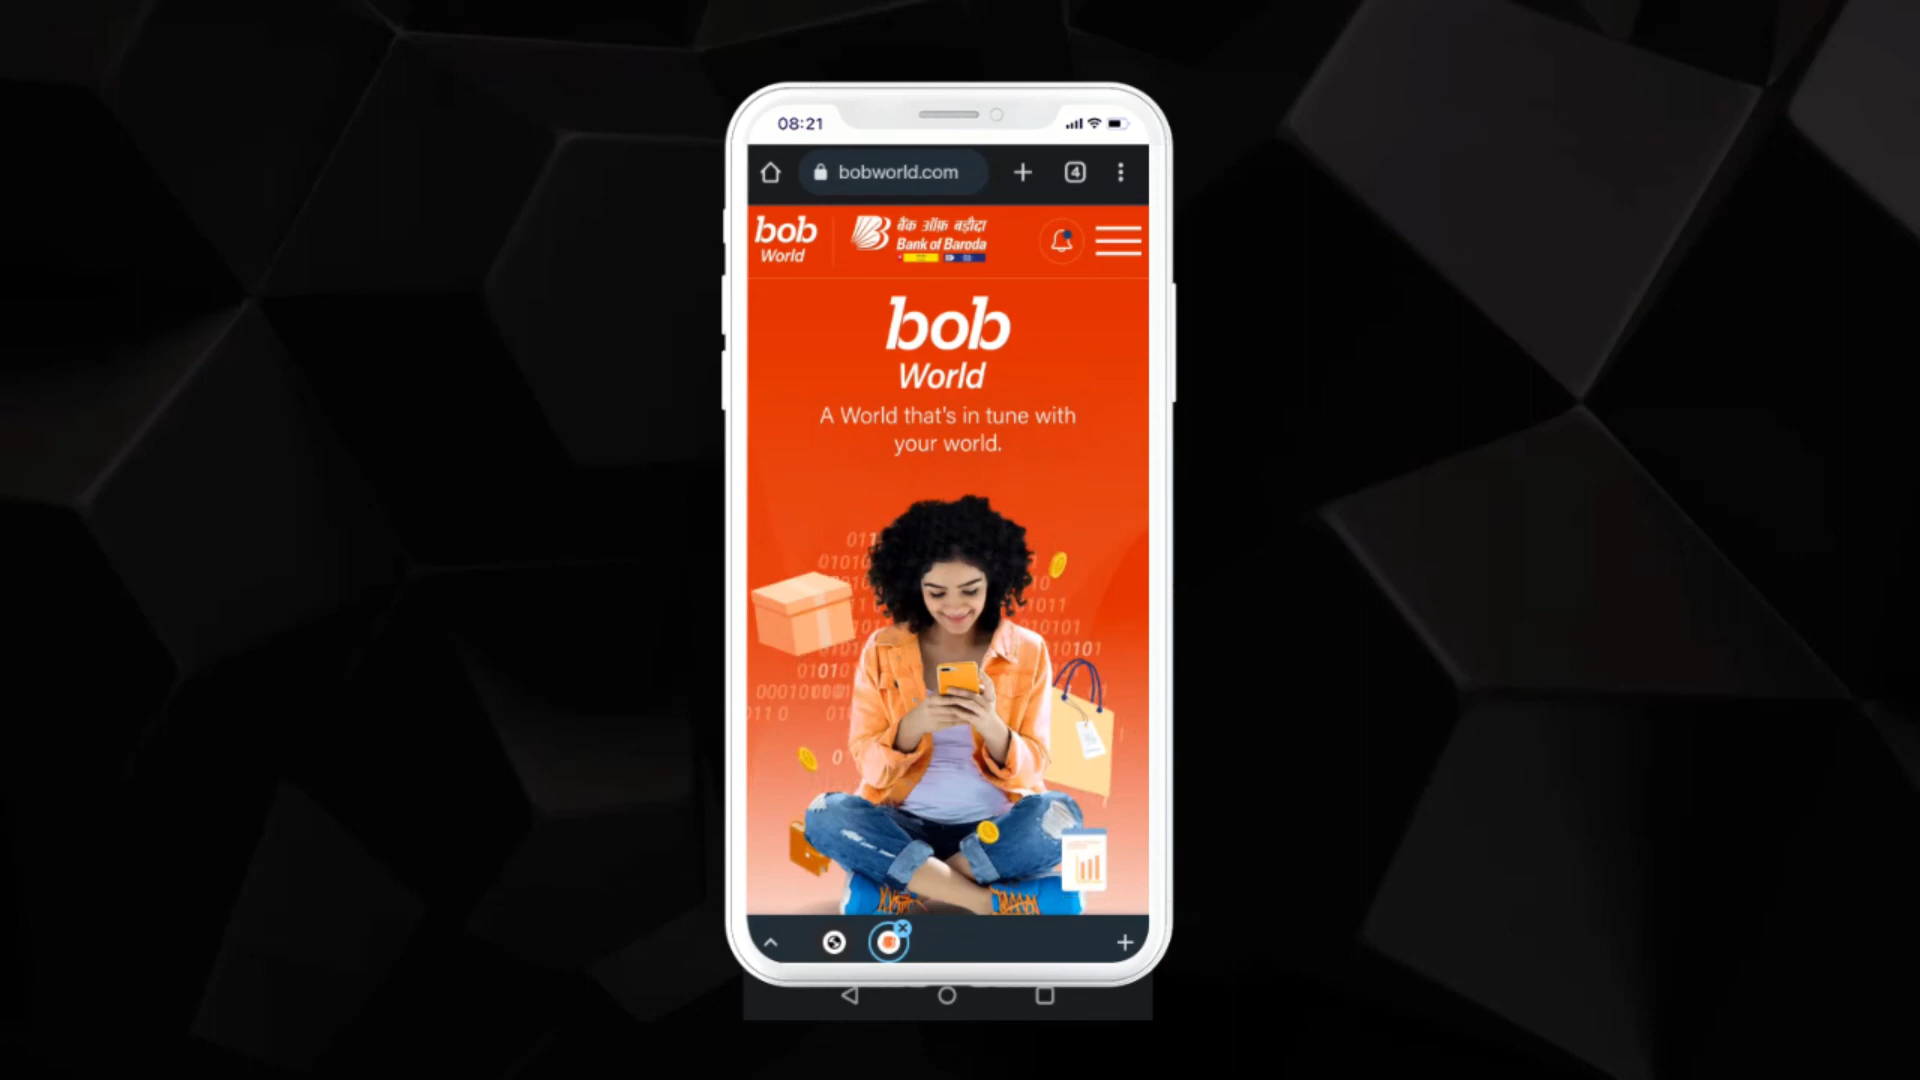 08:21
bobworld.com
4
bob
World
बैंक ऑफ़ बड़ौदा
Bank of Baroda
bob
World
A World that's in tune with
your world.